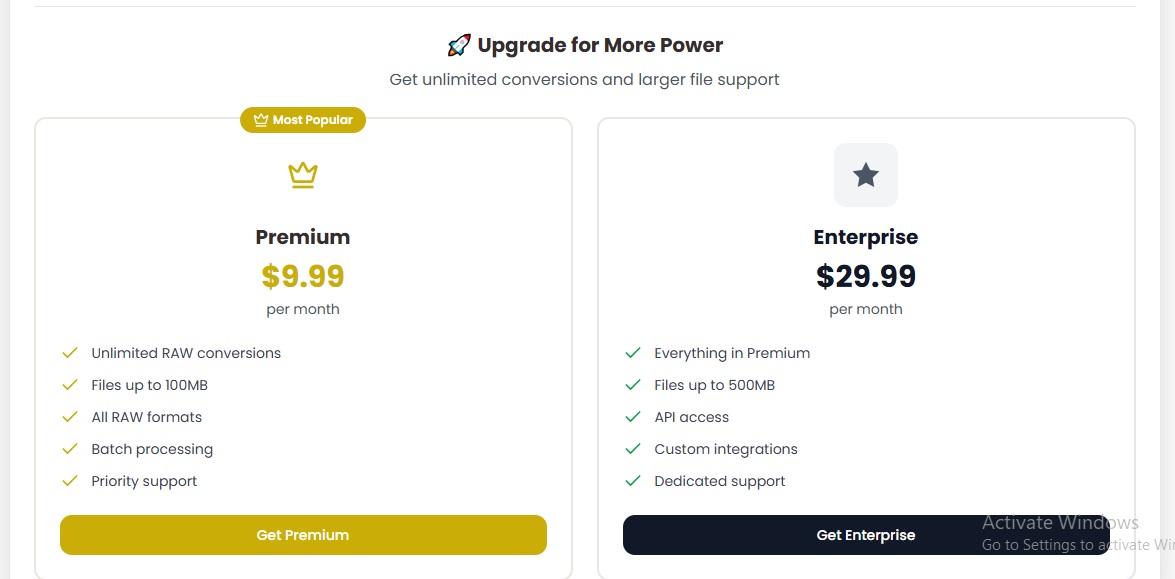 🚀 Upgrade for More Power
Get unlimited conversions and larger file support
Most Popular
Premium
$9.99
per month
Unlimited RAW conversions
Files up to 100MB
All RAW formats
Batch processing
Priority support
Get Premium
Enterprise
$29.99
per month
Everything in Premium
Files up to 500MB
API access
Custom integrations
Dedicated support
Get Enterprise
Activate Windows
Go to Settings to activate